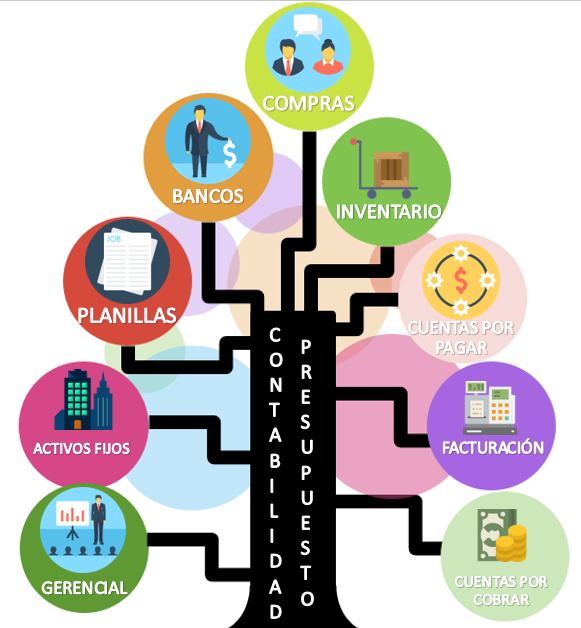 COMPRAS
BANCOS
INVENTARIO
JOB
PLANILLAS
CUENTAS POR
PAGAR
CONTABILIDAD
PRESUPUESTO
ACTIVOS FIJOS
FACTURACIÓN
GERENCIAL
CUENTAS POR
COBRAR